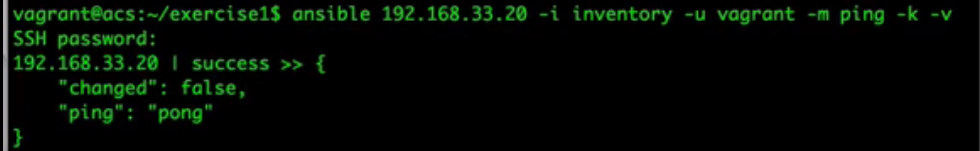 vagrant@acs:~/exercise1$ ansible 192.168.33.20 -i inventory -u vagrant -m ping -k -v
SSH password:
192.168.33.20 | success >> {
    "changed": false,
    "ping": "pong"
}